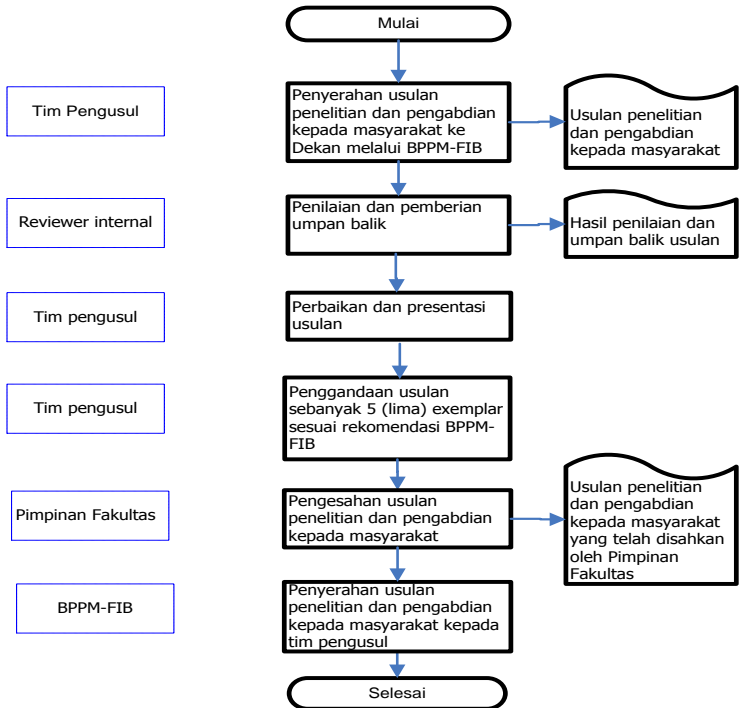 Mulai
Tim Pengusul
Penyerahan usulan
penelitian dan pengabdian
kepada masyarakat ke
Dekan melalui BPPM-FIB
Usulan penelitian
dan pengabdian
kepada masyarakat
Reviewer internal
Penilaian dan pemberian
umpan balik
Hasil penilaian dan
umpan balik usulan
Tim pengusul
Perbaikan dan presentasi
usulan
Tim pengusul
Penggandaan usulan
sebanyak 5 (lima) exemplar
sesuai rekomendasi BPPM-
FIB
Pimpinan Fakultas
Pengesahan usulan
penelitian dan pengabdian
kepada masyarakat
Usulan penelitian
dan pengabdian
kepada masyarakat
yang telah disahkan
oleh Pimpinan
Fakultas
BPPM-FIB
Penyerahan usulan
penelitian dan pengabdian
kepada masyarakat kepada
tim pengusul
Selesai